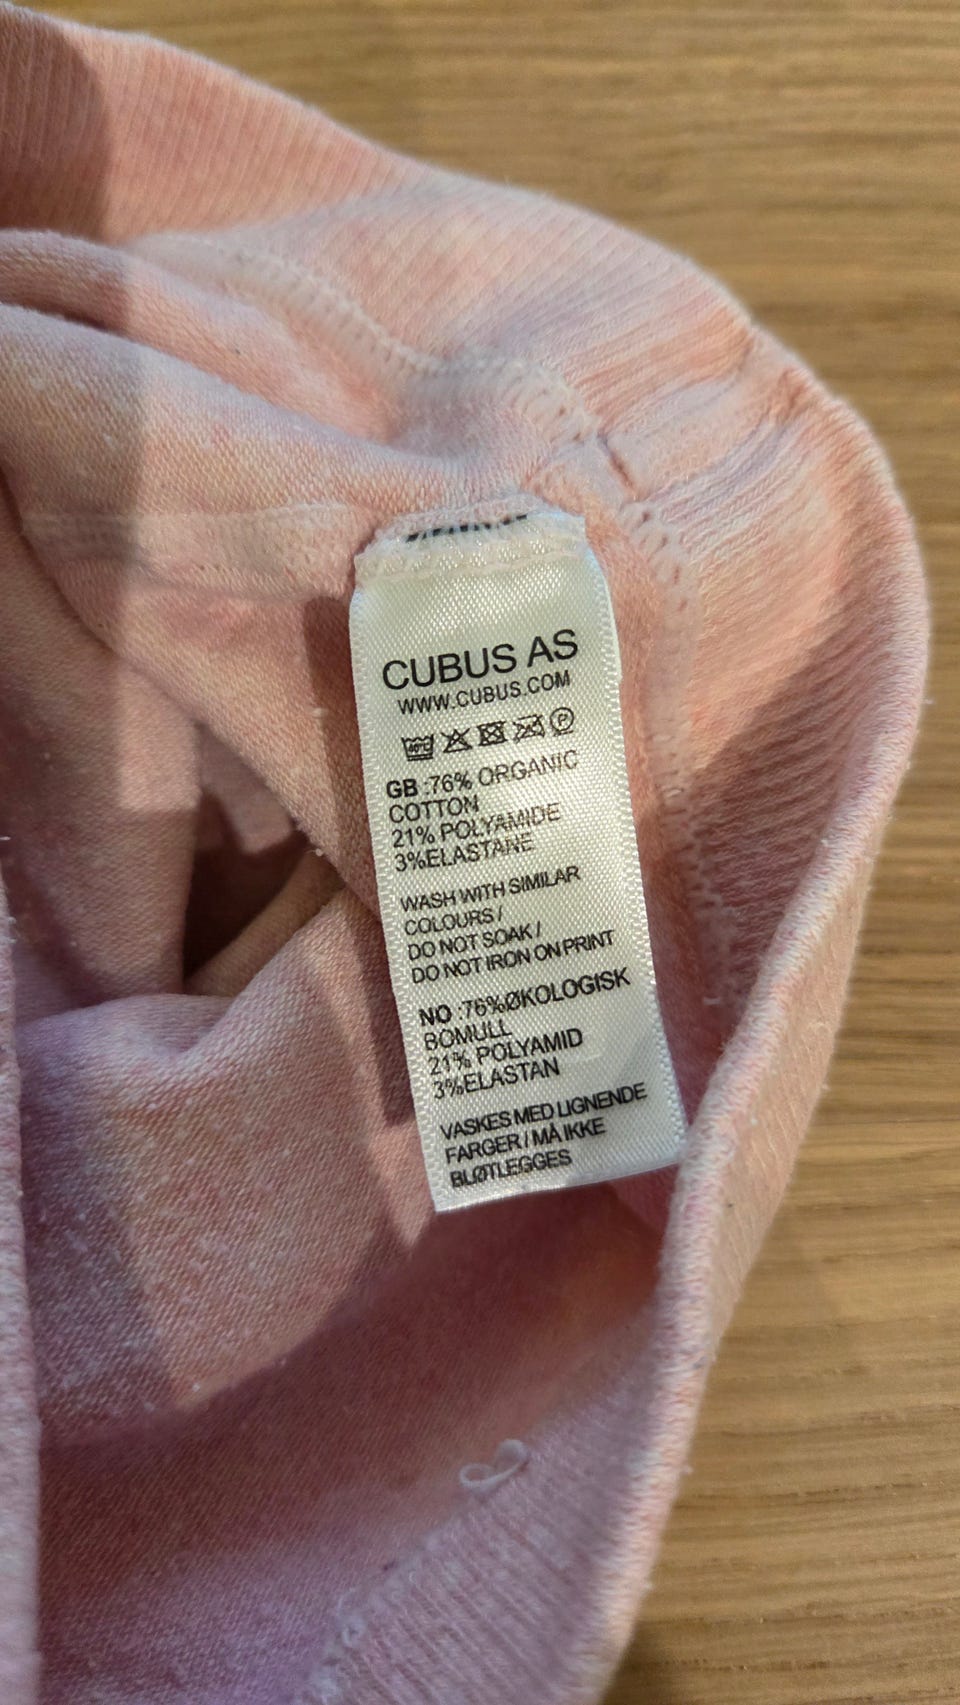 CUBUS AS
WWW.CUBUS.COM
40°C P
GB :76% ORGANIC
COTTON
21% POLYAMIDE
3%ELASTANE
WASH WITH SIMILAR
COLOURS /
DO NOT SOAK /
DO NOT IRON ON PRINT
NO :76%ØKOLOGISK
BOMULL
21% POLYAMID
3%ELASTAN
VASKES MED LIGNENDE
FARGER / MÅ IKKE
BLØTLEGGES